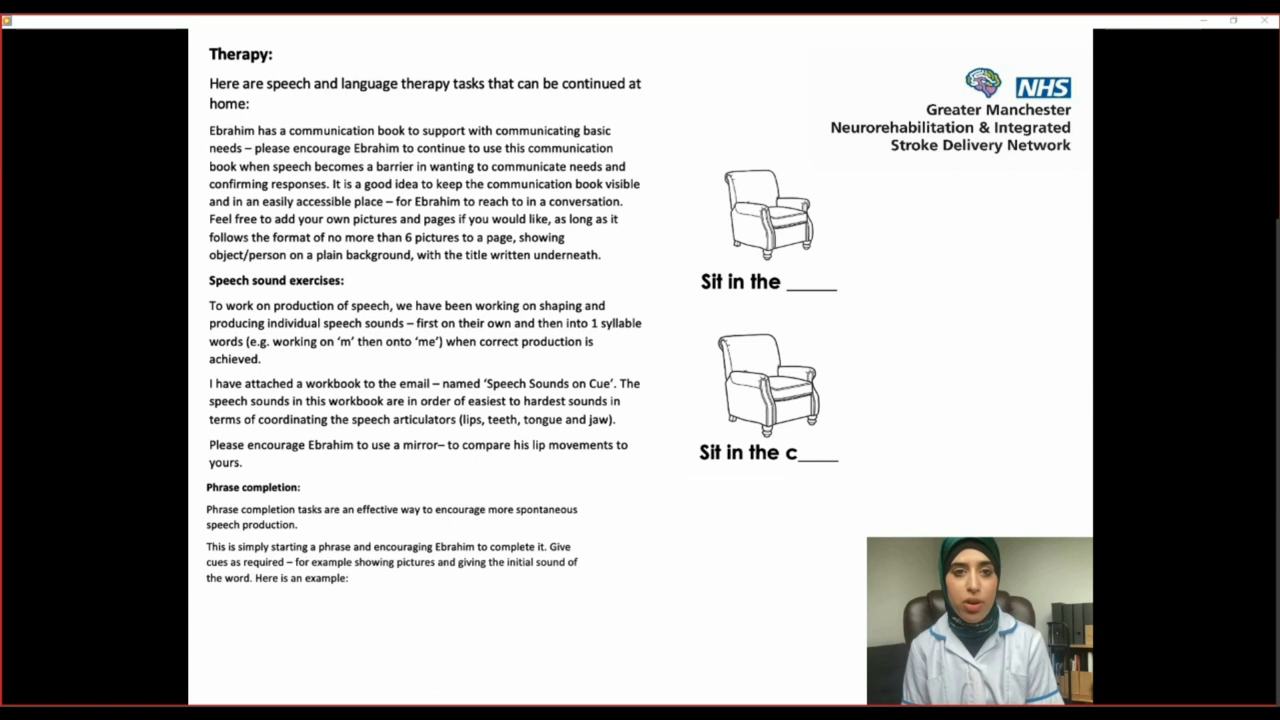 Therapy:
Here are speech and language therapy tasks that can be continued at
home:
Ebrahim has a communication book to support with communicating basic
needs – please encourage Ebrahim to continue to use this communication
book when speech becomes a barrier in wanting to communicate needs and
confirming responses. It is a good idea to keep the communication book visible
and in an easily accessible place – for Ebrahim to reach to in a conversation.
Feel free to add your own pictures and pages if you would like, as long as it
follows the format of no more than 6 pictures to a page, showing
object/person on a plain background, with the title written underneath.
Speech sound exercises:
To work on production of speech, we have been working on shaping and
producing individual speech sounds – first on their own and then into 1 syllable
words (e.g. working on ‘m’ then onto ‘me’) when correct production is
achieved.
I have attached a workbook to the email – named ‘Speech Sounds on Cue’. The
speech sounds in this workbook are in order of easiest to hardest sounds in
terms of coordinating the speech articulators (lips, teeth, tongue and jaw).
Please encourage Ebrahim to use a mirror– to compare his lip movements to
yours.
Phrase completion:
Phrase completion tasks are an effective way to encourage more spontaneous
speech production.
This is simply starting a phrase and encouraging Ebrahim to complete it. Give
cues as required – for example showing pictures and giving the initial sound of
the word. Here is an example:
NHS
Greater Manchester
Neurorehabilitation & Integrated
Stroke Delivery Network
Sit in the _____
Sit in the c____